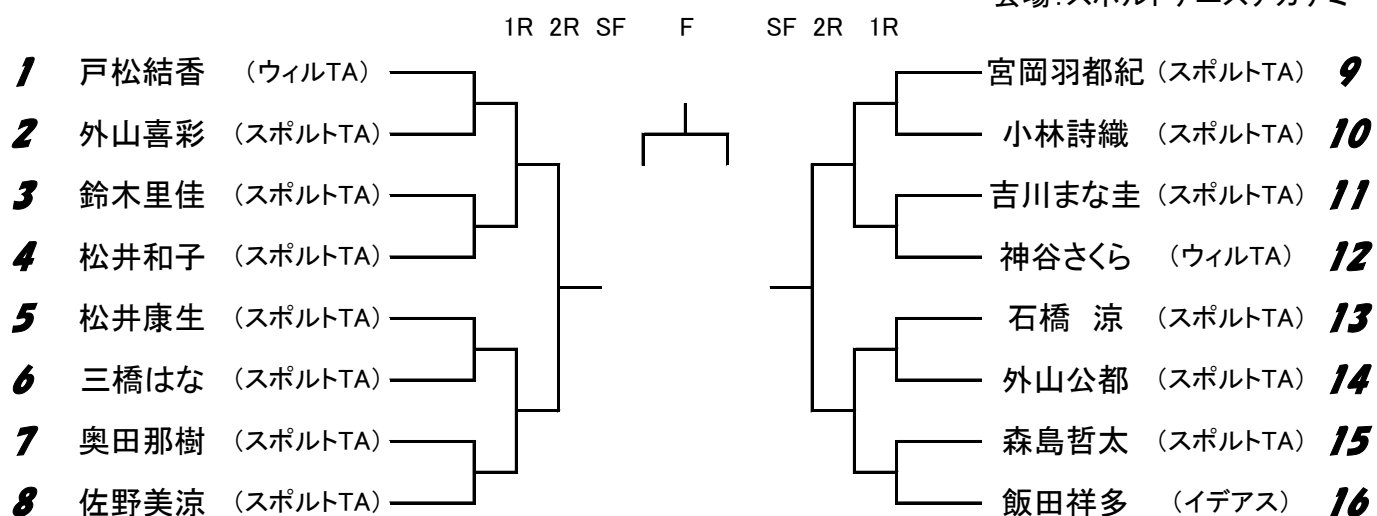 1R 2R SF F SF 2R 1R
1 戸松結香 (ウィルTA) 宮岡羽都紀 (スポルトTA) 9
2 外山喜彩 (スポルトTA) 小林詩織 (スポルトTA) 10
3 鈴木里佳 (スポルトTA) 吉川まな圭 (スポルトTA) 11
4 松井和子 (スポルトTA) 神谷さくら (ウィルTA) 12
5 松井康生 (スポルトTA) 石橋 涼 (スポルトTA) 13
6 三橋はな (スポルトTA) 外山公都 (スポルトTA) 14
7 奥田那樹 (スポルトTA) 森島哲太 (スポルトTA) 15
8 佐野美涼 (スポルトTA) 飯田祥多 (イデアス) 16